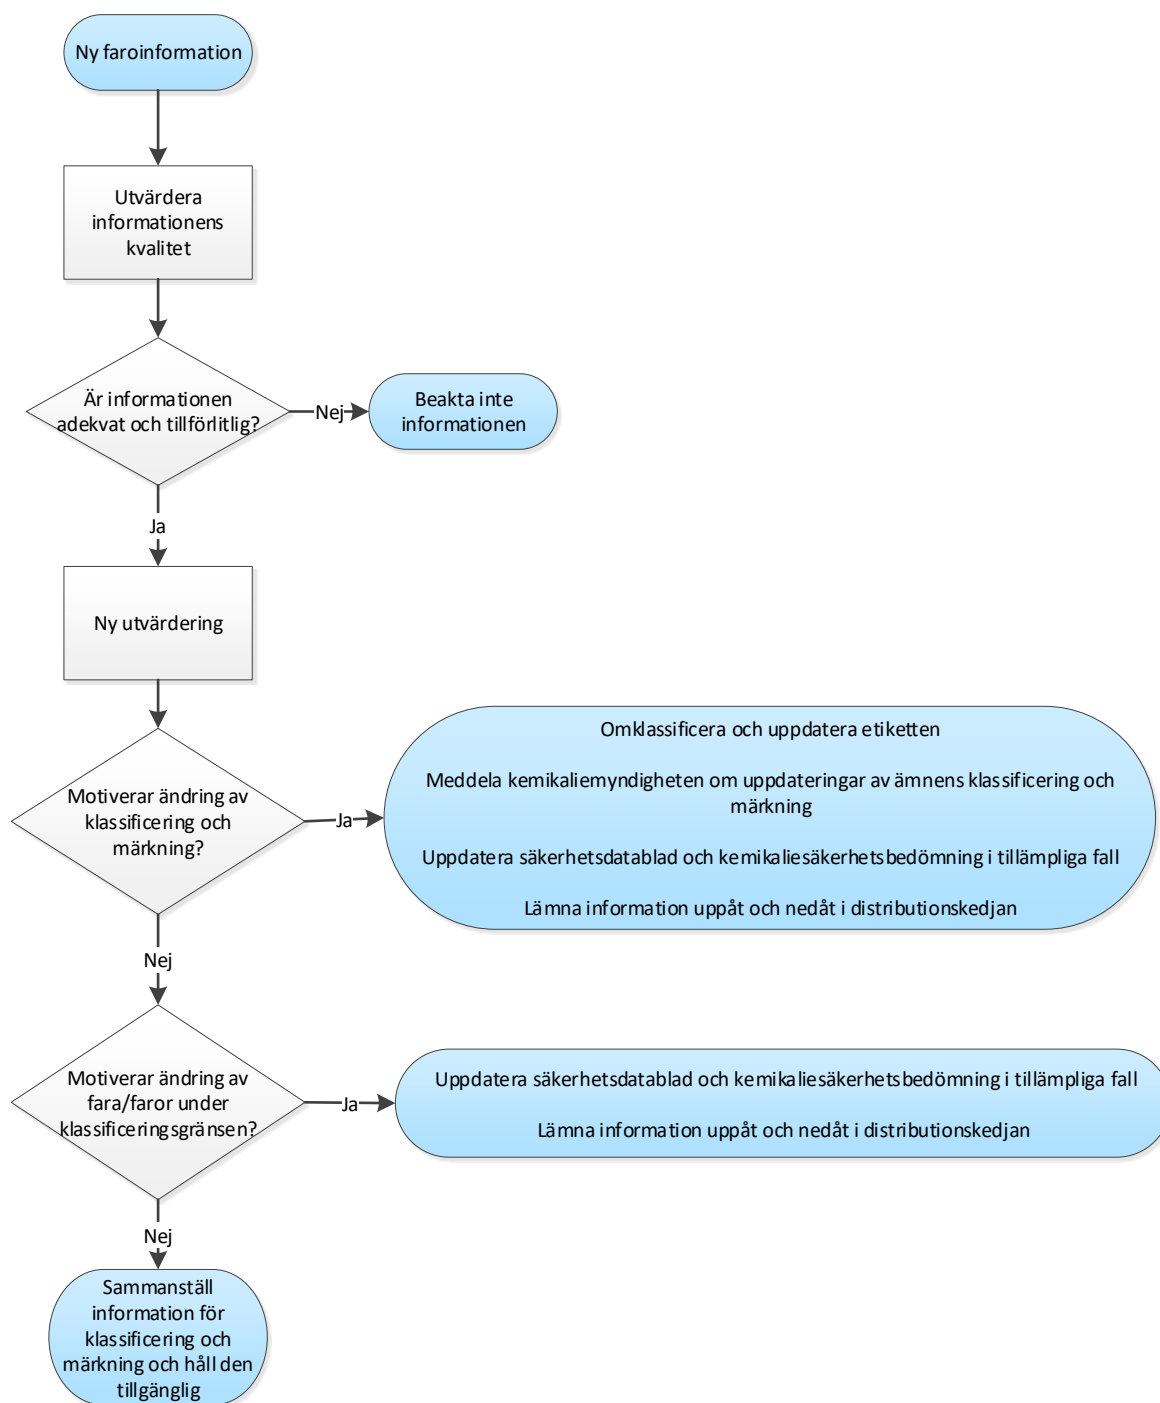 Ny faroinformation
Utvärdera
informationens
kvalitet
Är informationen
adekvat och tillförlitlig?
Nej
Beakta inte
informationen
Ja
Ny utvärdering
Motiverar ändring av
klassificering och
märkning?
Ja
Omklassificera och uppdatera etiketten
Meddela kemikaliemyndigheten om uppdateringar av ämnens klassificering och
märkning
Uppdatera säkerhetsdatablad och kemikaliesäkerhetsbedömning i tillämpliga fall
Lämna information uppåt och nedåt i distributionskedjan
Nej
Motiverar ändring av
fara/faror under
klassificeringsgränsen?
Ja
Uppdatera säkerhetsdatablad och kemikaliesäkerhetsbedömning i tillämpliga fall
Lämna information uppåt och nedåt i distributionskedjan
Nej
Sammanställ
information för
klassificering och
märkning och håll den
tillgänglig